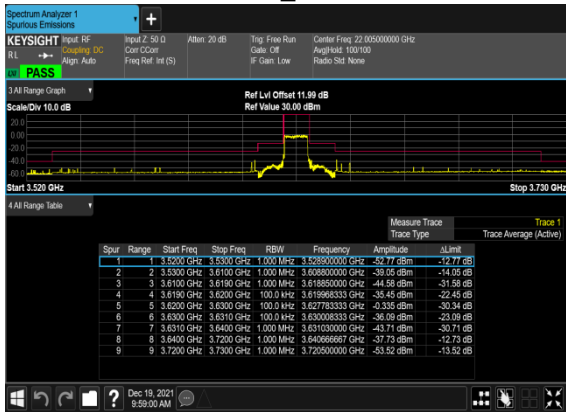 Spectrum Analyzer 1
Spurious Emissions
KEYSIGHT Input: RF Input Z: 50 Ω Atten: 20 dB Trig: Free Run Center Freq: 22.005000000 GHz
R L Coupling: DC Corr CCorr Gate: Off Avg|Hold: 100/100
Align: Auto Freq Ref: Int (S) IF Gain: Low Radio Std: None
PASS
3 All Range Graph
Ref Lvl Offset 11.99 dB
Scale/Div 10.0 dB Ref Value 30.00 dBm
20.0
0.00
-20.0
-40.0
-60.0
Start 3.520 GHz Stop 3.730 GHz
4 All Range Table
Measure Trace Trace 1
Trace Type Trace Average (Active)
Spur Range Start Freq Stop Freq RBW Frequency Amplitude ΔLimit
1 1 3.5200 GHz 3.5300 GHz 1.000 MHz 3.528900000 GHz -52.77 dBm -12.77 dB
2 2 3.5300 GHz 3.6100 GHz 1.000 MHz 3.608800000 GHz -39.05 dBm -14.05 dB
3 3 3.6100 GHz 3.6190 GHz 1.000 MHz 3.618850000 GHz -44.58 dBm -31.58 dB
4 4 3.6190 GHz 3.6200 GHz 100.0 kHz 3.619968333 GHz -35.45 dBm -22.45 dB
5 5 3.6200 GHz 3.6300 GHz 100.0 kHz 3.627783333 GHz -0.335 dBm -30.34 dB
6 6 3.6300 GHz 3.6310 GHz 100.0 kHz 3.630008333 GHz -36.09 dBm -23.09 dB
7 7 3.6310 GHz 3.6400 GHz 1.000 MHz 3.631030000 GHz -43.71 dBm -30.71 dB
8 8 3.6400 GHz 3.7200 GHz 1.000 MHz 3.640666667 GHz -37.73 dBm -12.73 dB
9 9 3.7200 GHz 3.7300 GHz 1.000 MHz 3.720500000 GHz -53.52 dBm -13.52 dB
Dec 19, 2021
9:59:00 AM